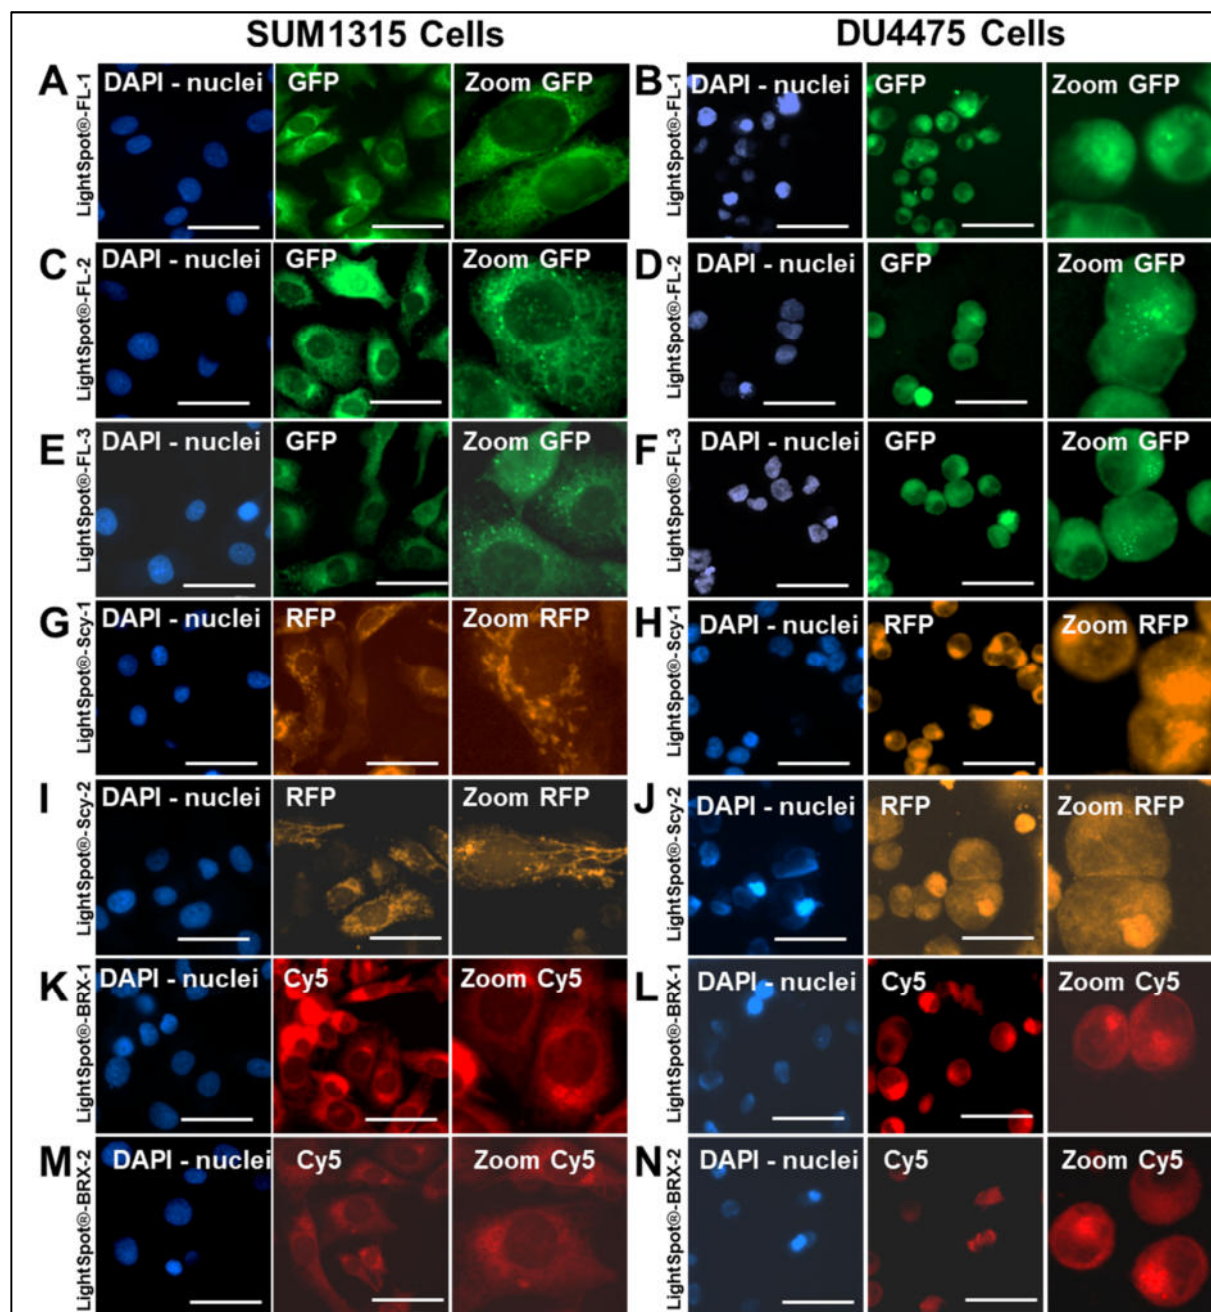 SUM1315 Cells
DU4475 Cells
A
LightSpot®-FL-1
DAPI - nuclei
GFP
Zoom GFP
B
LightSpot®-FL-1
DAPI - nuclei
GFP
Zoom GFP
C
LightSpot®-FL-2
DAPI - nuclei
GFP
Zoom GFP
D
LightSpot®-FL-2
DAPI - nuclei
GFP
Zoom GFP
E
LightSpot®-FL-3
DAPI - nuclei
GFP
Zoom GFP
F
LightSpot®-FL-3
DAPI - nuclei
GFP
Zoom GFP
G
LightSpot®-Scy-1
DAPI - nuclei
RFP
Zoom RFP
H
LightSpot®-Scy-1
DAPI - nuclei
RFP
Zoom RFP
I
LightSpot®-Scy-2
DAPI - nuclei
RFP
Zoom RFP
J
LightSpot®-Scy-2
DAPI - nuclei
RFP
Zoom RFP
K
LightSpot®-BRX-1
DAPI - nuclei
Cy5
Zoom Cy5
L
LightSpot®-BRX-1
DAPI - nuclei
Cy5
Zoom Cy5
M
LightSpot®-BRX-2
DAPI - nuclei
Cy5
Zoom Cy5
N
LightSpot®-BRX-2
DAPI - nuclei
Cy5
Zoom Cy5